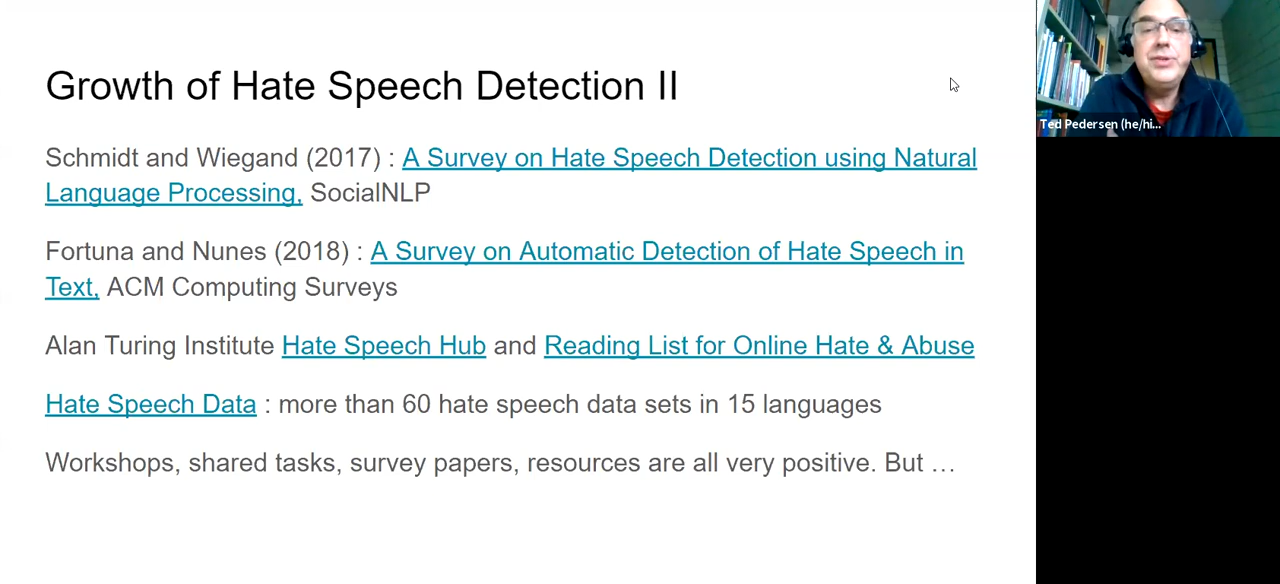 Growth of Hate Speech Detection II
Schmidt and Wiegand (2017) : A Survey on Hate Speech Detection using Natural
Language Processing, SocialNLP
Fortuna and Nunes (2018) : A Survey on Automatic Detection of Hate Speech in
Text, ACM Computing Surveys
Alan Turing Institute Hate Speech Hub and Reading List for Online Hate & Abuse
Hate Speech Data : more than 60 hate speech data sets in 15 languages
Workshops, shared tasks, survey papers, resources are all very positive. But …
Ted Pedersen (he/hi...